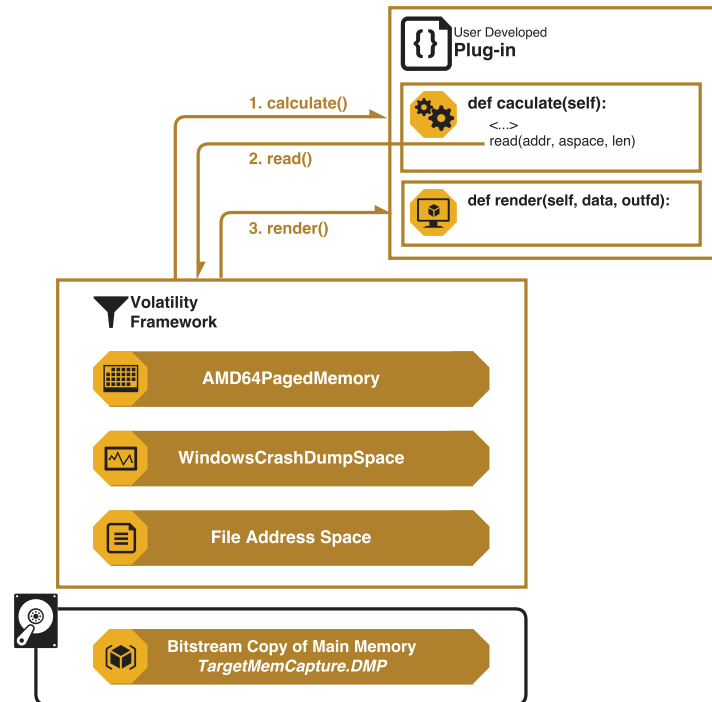 User Developed
Plug-in
1. calculate()
def caculate(self):
<...>
2. read()
read(addr, aspace, len)
3. render()
def render(self, data, outfd):
Volatility
Framework
AMD64PagedMemory
WindowsCrashDumpSpace
File Address Space
Bitstream Copy of Main Memory
TargetMemCapture.DMP